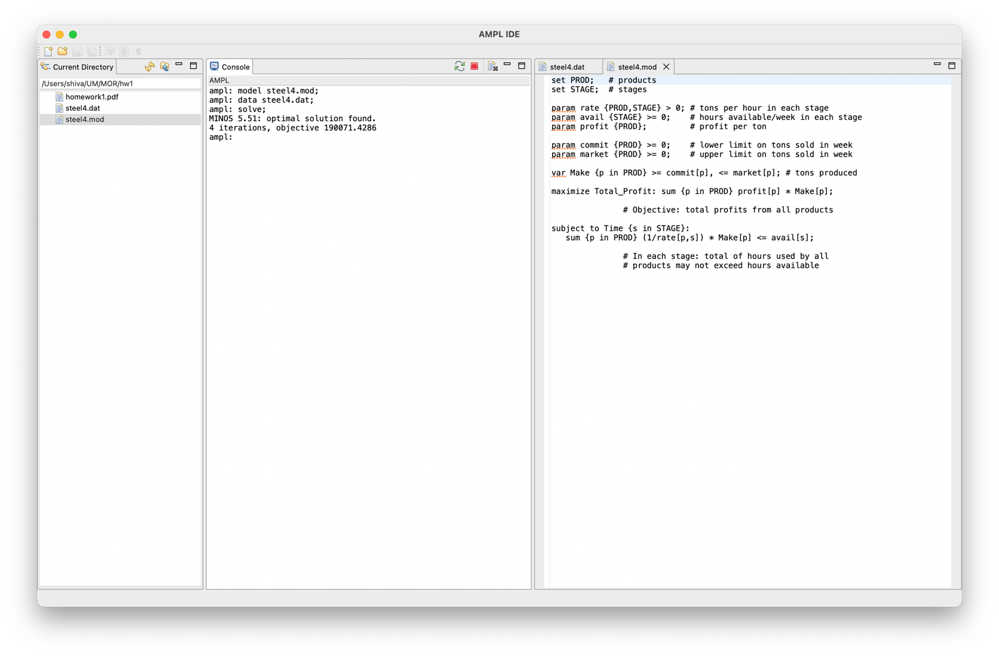 AMPL IDE
Current Directory
/Users/shiva/UM/MOR/hw1
homework1.pdf
steel4.dat
steel4.mod
Console
AMPL
ampl: model steel4.mod;
ampl: data steel4.dat;
ampl: solve;
MINOS 5.51: optimal solution found.
4 iterations, objective 190071.4286
ampl:
steel4.dat
steel4.mod
set PROD;   # products
set STAGE;  # stages
param rate {PROD,STAGE} > 0; # tons per hour in each stage
param avail {STAGE} >= 0;    # hours available/week in each stage
param profit {PROD};         # profit per ton
param commit {PROD} >= 0;    # lower limit on tons sold in week
param market {PROD} >= 0;    # upper limit on tons sold in week
var Make {p in PROD} >= commit[p], <= market[p]; # tons produced
maximize Total_Profit: sum {p in PROD} profit[p] * Make[p];
# Objective: total profits from all products
subject to Time {s in STAGE}:
sum {p in PROD} (1/rate[p,s]) * Make[p] <= avail[s];
# In each stage: total of hours used by all
# products may not exceed hours available